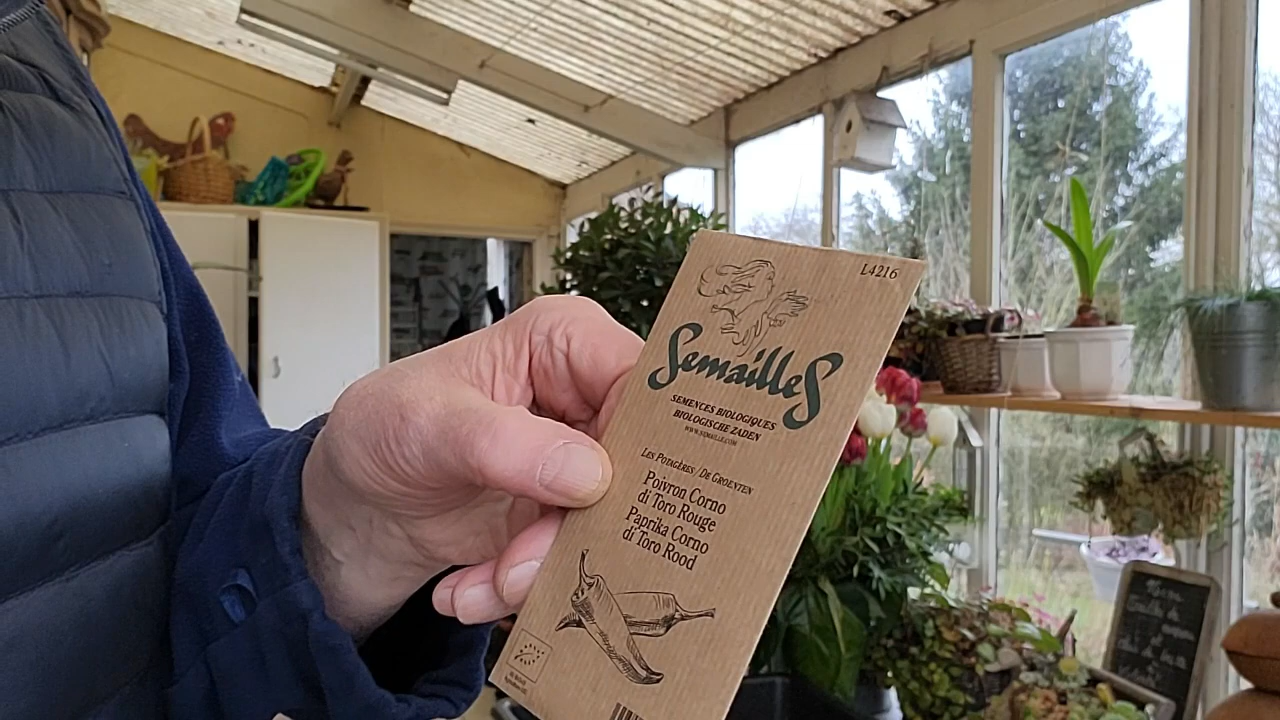 L4216
SemailleS
SEMENCES BIOLOGIQUES
BIOLOGISCHE ZADEN
WWW.SEMAILLE.COM
LES POTAGÈRES / DE GROENTEN
Poivron Corno
di Toro Rouge
Paprika Corno
di Toro Rood